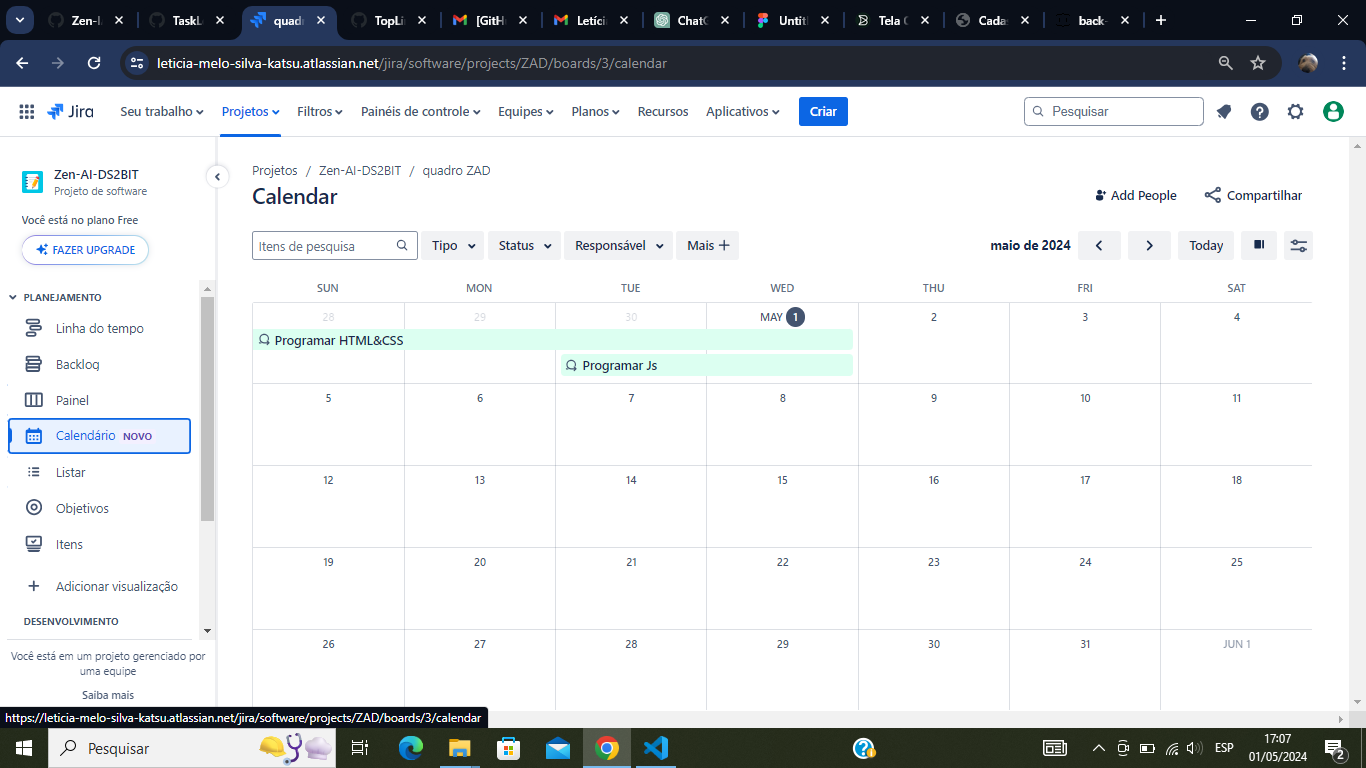 Zen-I
TaskL
quadr
TopLi
[GitH
Letíci
ChatG
Untit
Tela
Cada
back-
leticia-melo-silva-katsu.atlassian.net/jira/software/projects/ZAD/boards/3/calendar
Jira
Seu trabalho
Projetos
Filtros
Painéis de controle
Equipes
Planos
Recursos
Aplicativos
Criar
Pesquisar
Zen-AI-DS2BIT
Projeto de software
Você está no plano Free
FAZER UPGRADE
PLANEJAMENTO
Linha do tempo
Backlog
Painel
Calendário NOVO
Listar
Objetivos
Itens
Adicionar visualização
DESENVOLVIMENTO
Você está em um projeto gerenciado por
uma equipe
Saiba mais
Projetos / Zen-AI-DS2BIT / quadro ZAD
Calendar
Add People
Compartilhar
Itens de pesquisa
Tipo
Status
Responsável
Mais
maio de 2024
Today
SUN MON TUE WED THU FRI SAT
28 29 30 MAY 1 2 3 4
Programar HTML&CSS
Programar Js
5 6 7 8 9 10 11
12 13 14 15 16 17 18
19 20 21 22 23 24 25
26 27 28 29 30 31 JUN 1
https://leticia-melo-silva-katsu.atlassian.net/jira/software/projects/ZAD/boards/3/calendar
Pesquisar
ESP
17:07
01/05/2024
2